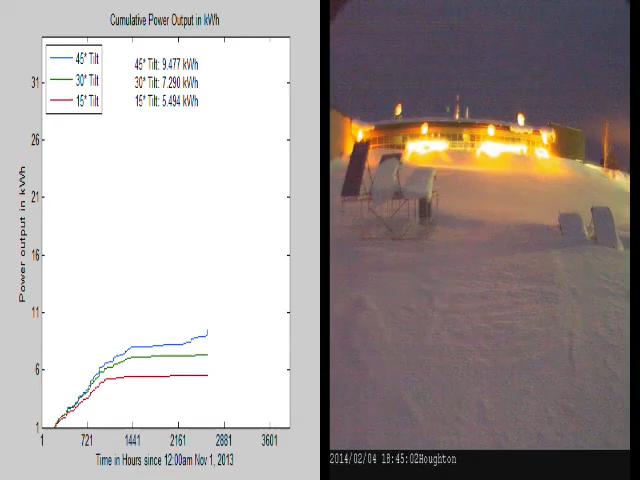 Cumulative Power Output in kWh
45* Tilt
30* Tilt
15* Tilt
45* Tilt: 9.477 kWh
30* Tilt: 7.290 kWh
15* Tilt: 5.494 kWh
31
26
21
16
11
6
1
Power output in kWh
1 721 1441 2161 2881 3601
Time in Hours since 12:00am Nov 1, 2013
2014/02/04 18:45:02Houghton